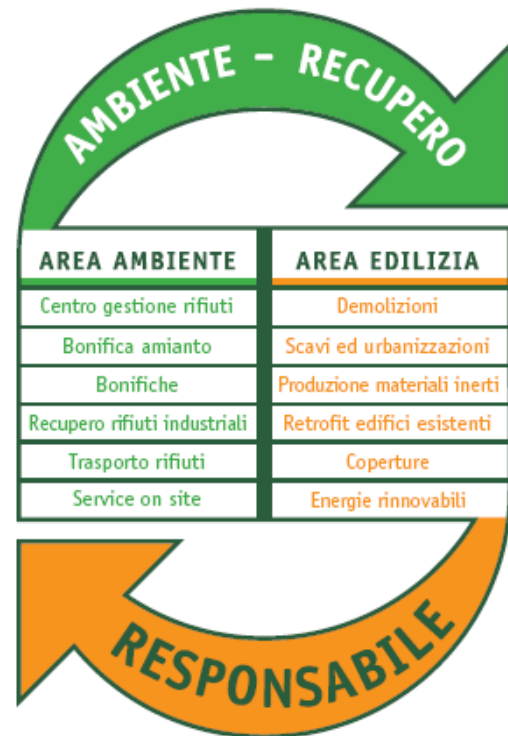 AMBIENTE - RECUPERO
AREA AMBIENTE
Centro gestione rifiuti
Bonifica amianto
Bonifiche
Recupero rifiuti industriali
Trasporto rifiuti
Service on site
AREA EDILIZIA
Demolizioni
Scavi ed urbanizzazioni
Produzione materiali inerti
Retrofit edifici esistenti
Coperture
Energie rinnovabili
RESPONSABILE